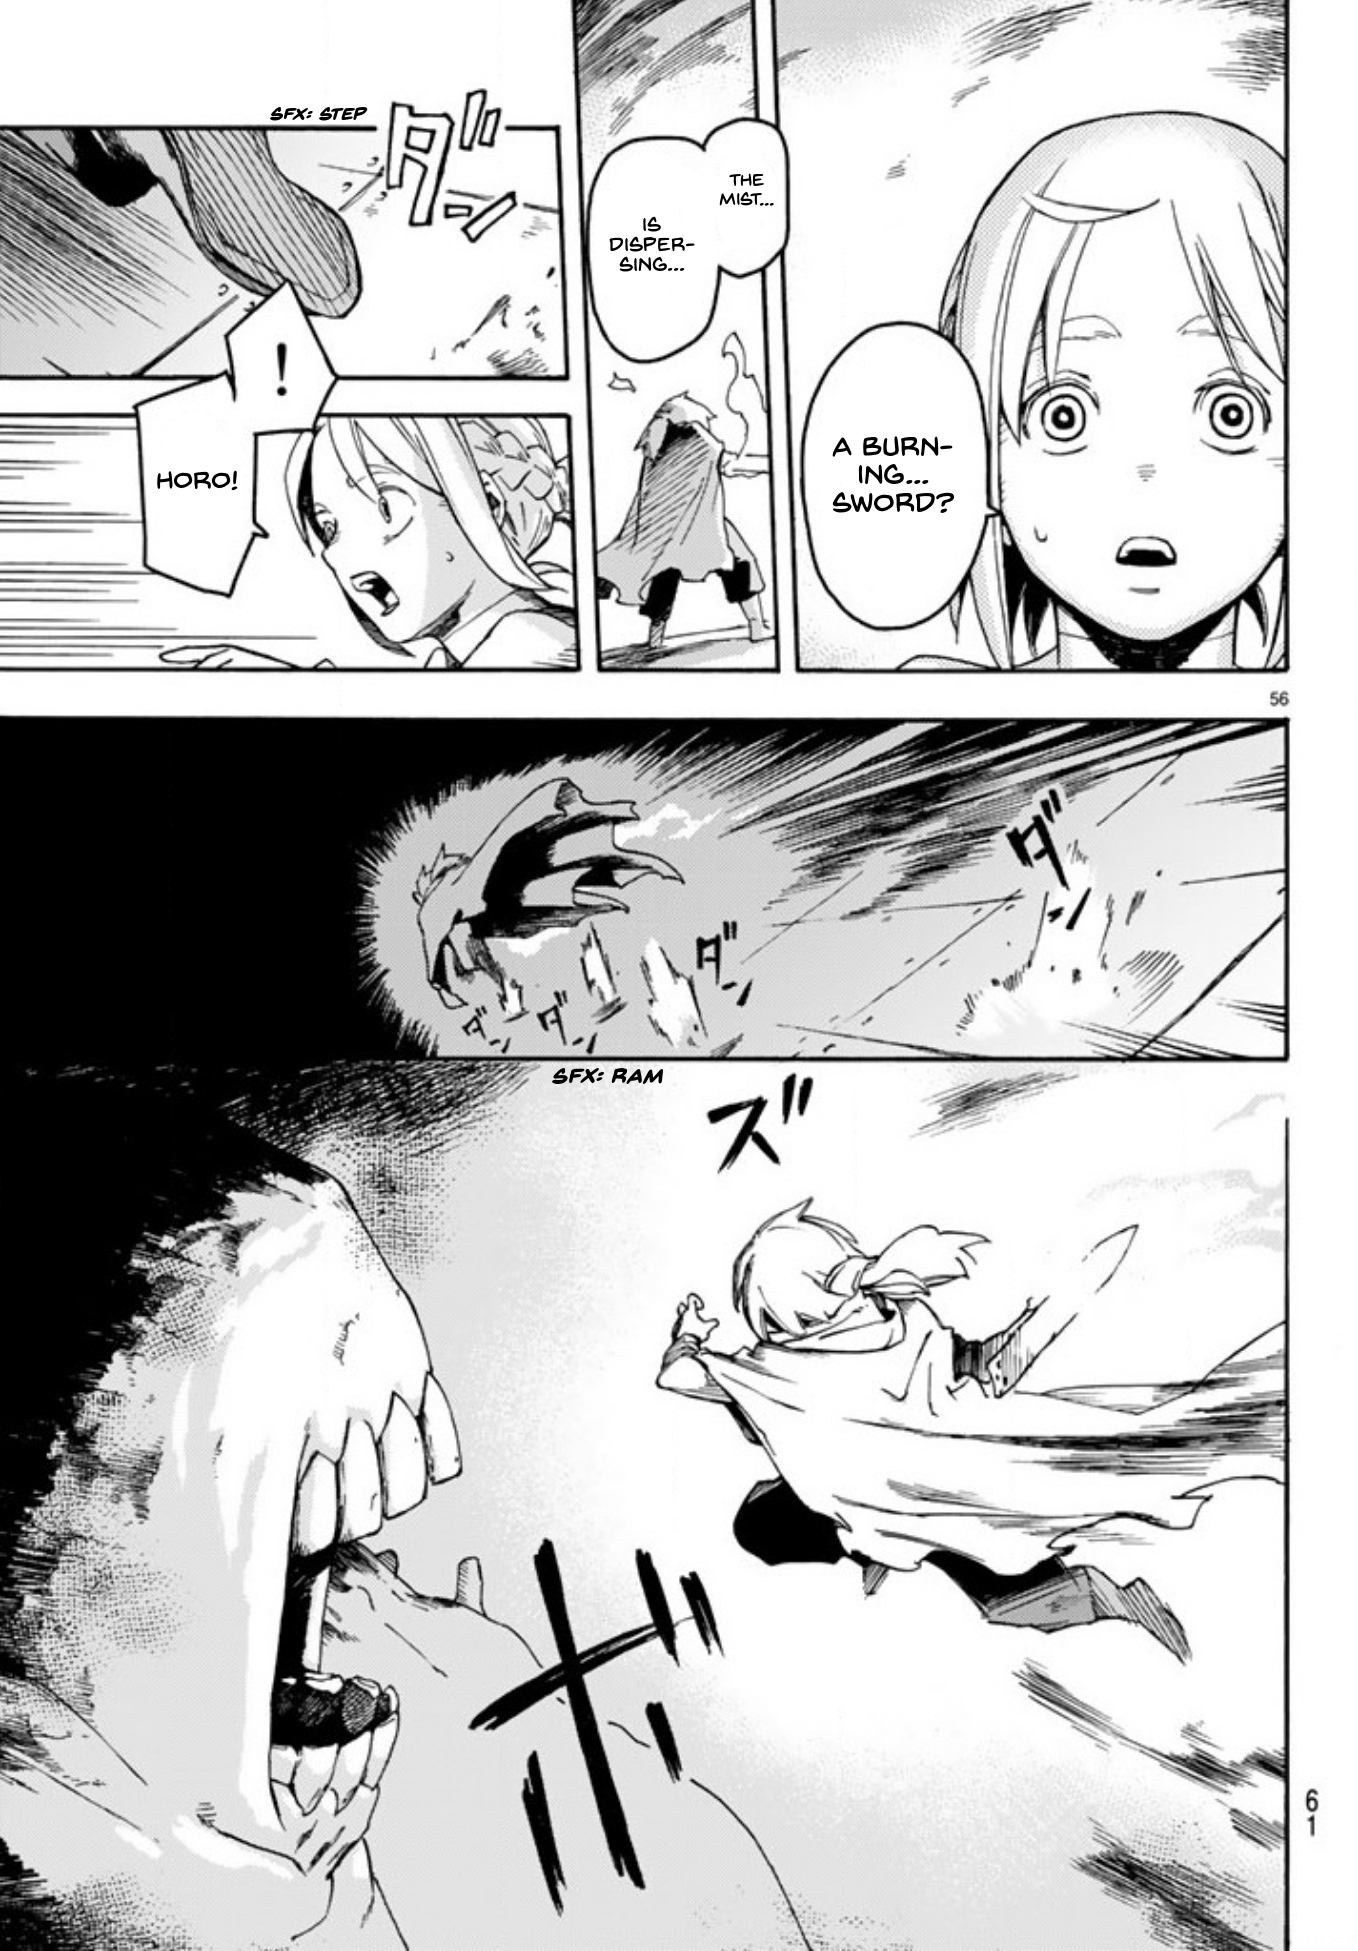 A BURN-
ING...
SWORD?
THE
MIST...
IS
DISPER-
SING...
SFX: STEP
ダン
!
HORO!
56
ダン
ダン
ダン
ダン
SFX: RAM
ズ
ボ
61